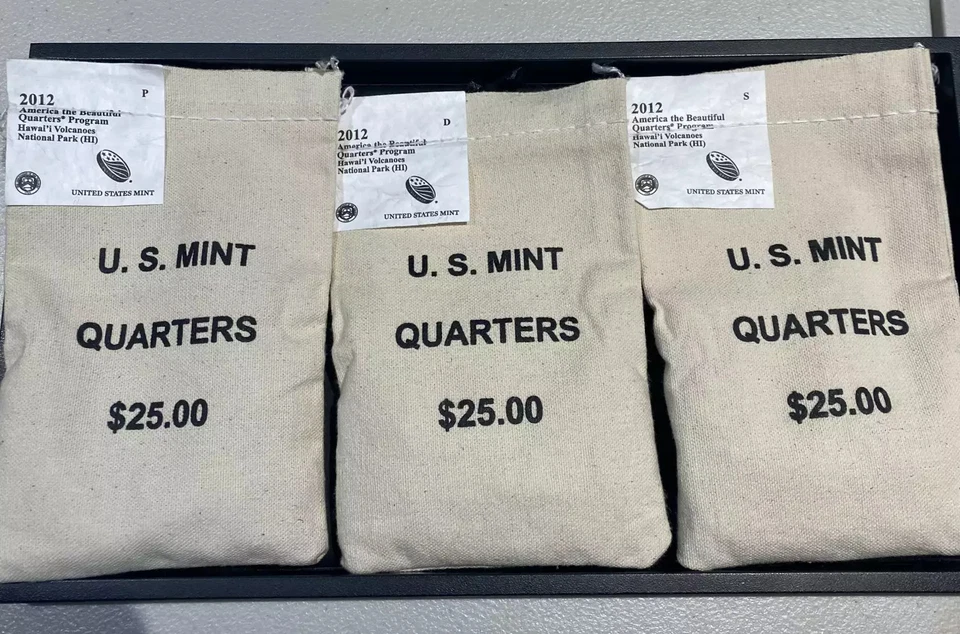 2012 P
America the Beautiful
Quarters® Program
Hawai'i Volcanoes
National Park (HI)
UNITED STATES MINT
U. S. MINT
QUARTERS
$25.00
2012 D
America the Beautiful
Quarters® Program
Hawai'i Volcanoes
National Park (HI)
UNITED STATES MINT
U. S. MINT
QUARTERS
$25.00
2012 S
America the Beautiful
Quarters® Program
Hawai'i Volcanoes
National Park (HI)
UNITED STATES MINT
U. S. MINT
QUARTERS
$25.00